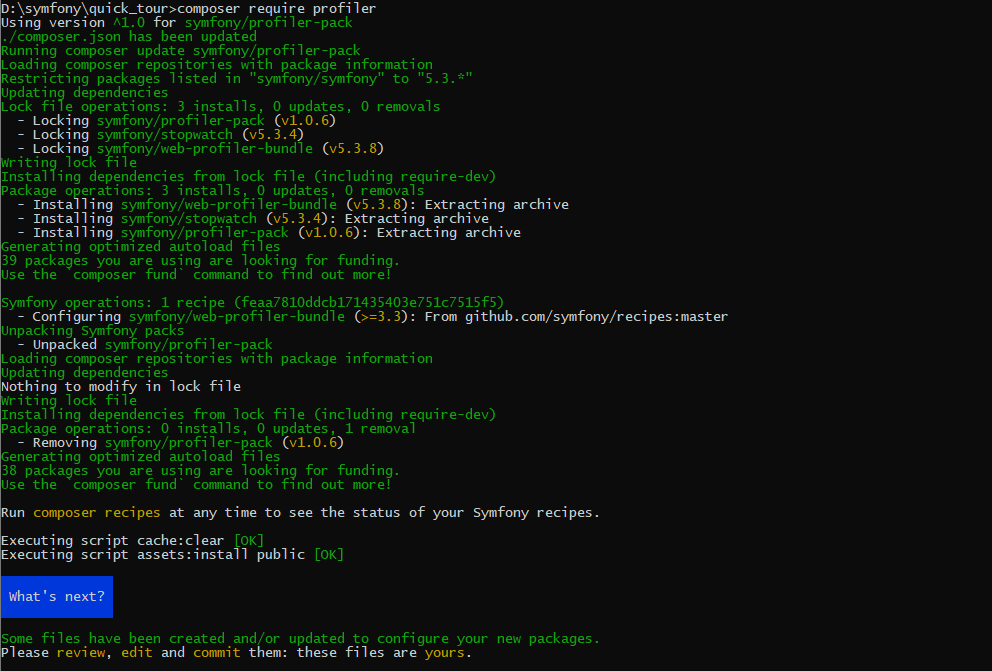 D:\symfony\quick_tour>composer require profiler
Using version ^1.0 for symfony/profiler-pack
./composer.json has been updated
Running composer update symfony/profiler-pack
Loading composer repositories with package information
Restricting packages listed in "symfony/symfony" to "5.3.*"
Updating dependencies
Lock file operations: 3 installs, 0 updates, 0 removals
  - Locking symfony/profiler-pack (v1.0.6)
  - Locking symfony/stopwatch (v5.3.4)
  - Locking symfony/web-profiler-bundle (v5.3.8)
Writing lock file
Installing dependencies from lock file (including require-dev)
Package operations: 3 installs, 0 updates, 0 removals
  - Installing symfony/web-profiler-bundle (v5.3.8): Extracting archive
  - Installing symfony/stopwatch (v5.3.4): Extracting archive
  - Installing symfony/profiler-pack (v1.0.6): Extracting archive
Generating optimized autoload files
39 packages you are using are looking for funding.
Use the `composer fund` command to find out more!

Symfony operations: 1 recipe (feaa7810ddcb171435403e751c7515f5)
  - Configuring symfony/web-profiler-bundle (>=3.3): From github.com/symfony/recipes:master
Unpacking Symfony packs
  - Unpacked symfony/profiler-pack
Loading composer repositories with package information
Updating dependencies
Nothing to modify in lock file
Writing lock file
Installing dependencies from lock file (including require-dev)
Package operations: 0 installs, 0 updates, 1 removal
  - Removing symfony/profiler-pack (v1.0.6)
Generating optimized autoload files
38 packages you are using are looking for funding.
Use the `composer fund` command to find out more!

Run composer recipes at any time to see the status of your Symfony recipes.

Executing script cache:clear [OK]
Executing script assets:install public [OK]

What's next?

Some files have been created and/or updated to configure your new packages.
Please review, edit and commit them: these files are yours.